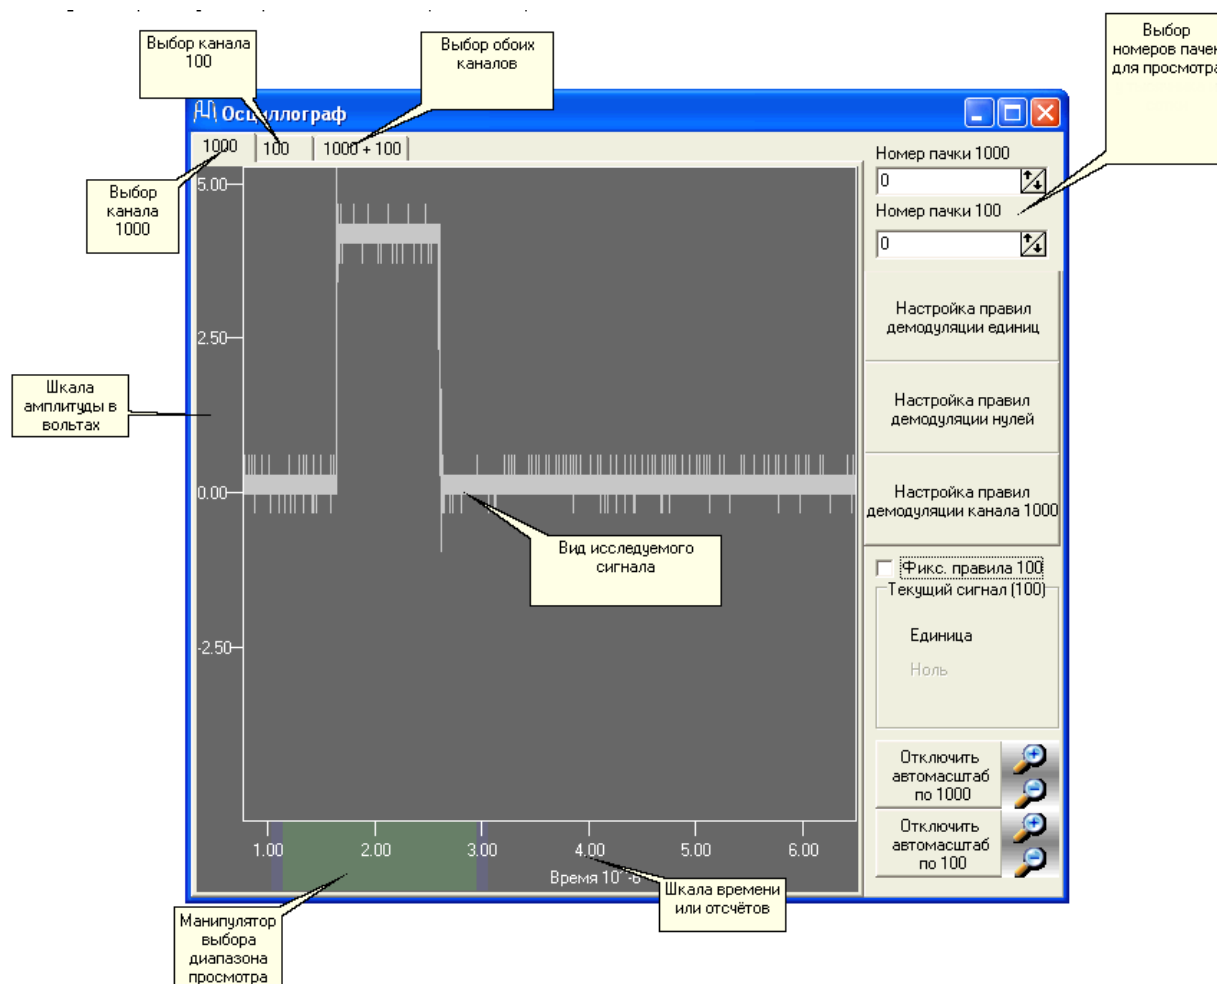 Выбор канала
100
Выбор обоих
каналов
Выбор
номеров пачек
для просмотра
Осциллограф
1000
100
1000 + 100
Выбор
канала
1000
Номер пачки 1000
0
Номер пачки 100
0
5.00
2.50
0.00
-2.50
Шкала
амплитуды в
вольтах
Настройка правил
демодуляции единиц
Настройка правил
демодуляции нулей
Настройка правил
демодуляции канала 1000
Вид исследуемого
сигнала
Фикс. правила 100
Текущий сигнал (100)
Единица
Ноль
Отключить
автомасштаб
по 1000
Отключить
автомасштаб
по 100
1.00 2.00 3.00 4.00 5.00 6.00
Время 10^-6
Шкала времени
или отсчётов
Манипулятор
выбора
диапазона
просмотра